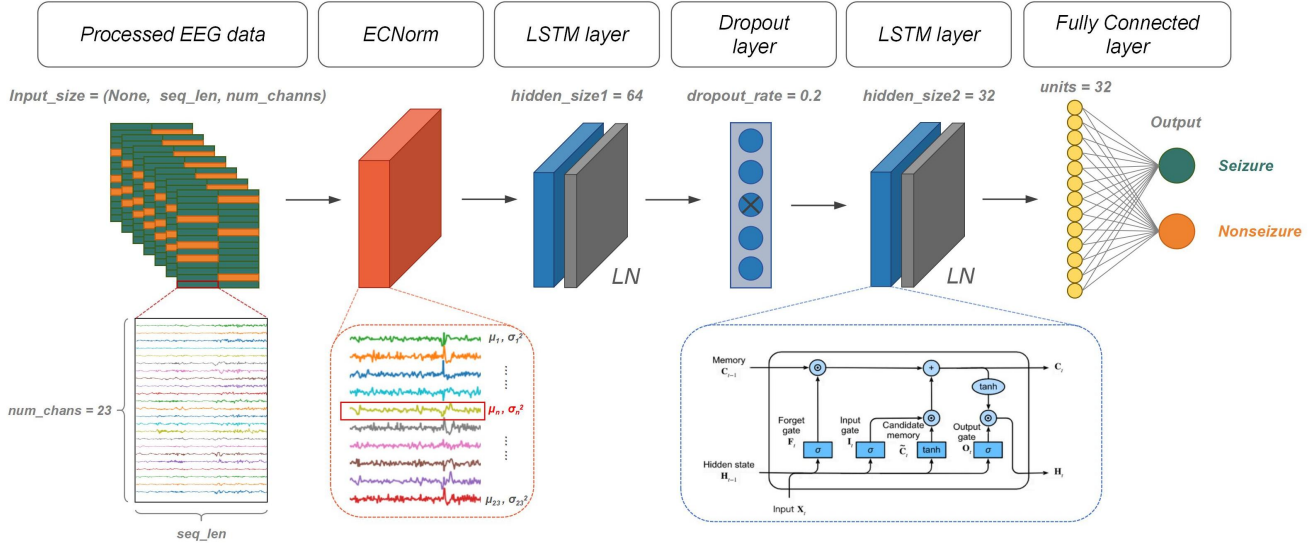 Processed EEG data
ECNorm
LSTM layer
Dropout
layer
LSTM layer
Fully Connected
layer
Input_size = (None, seq_len, num_channs)
hidden_size1 = 64
dropout_rate = 0.2
hidden_size2 = 32
units = 32
Output
Seizure
Nonseizure
LN
LN
num_chans = 23
seq_len
μ1, σ1²
μn, σn²
μ23, σ23²
Memory
Ct−1
Ct
tanh
Forget
gate
Ft
Input
gate
It
Candidate
memory
C̃t
Output
gate
Ot
σ
σ
tanh
σ
Hidden state
Ht−1
Ht
Input Xt